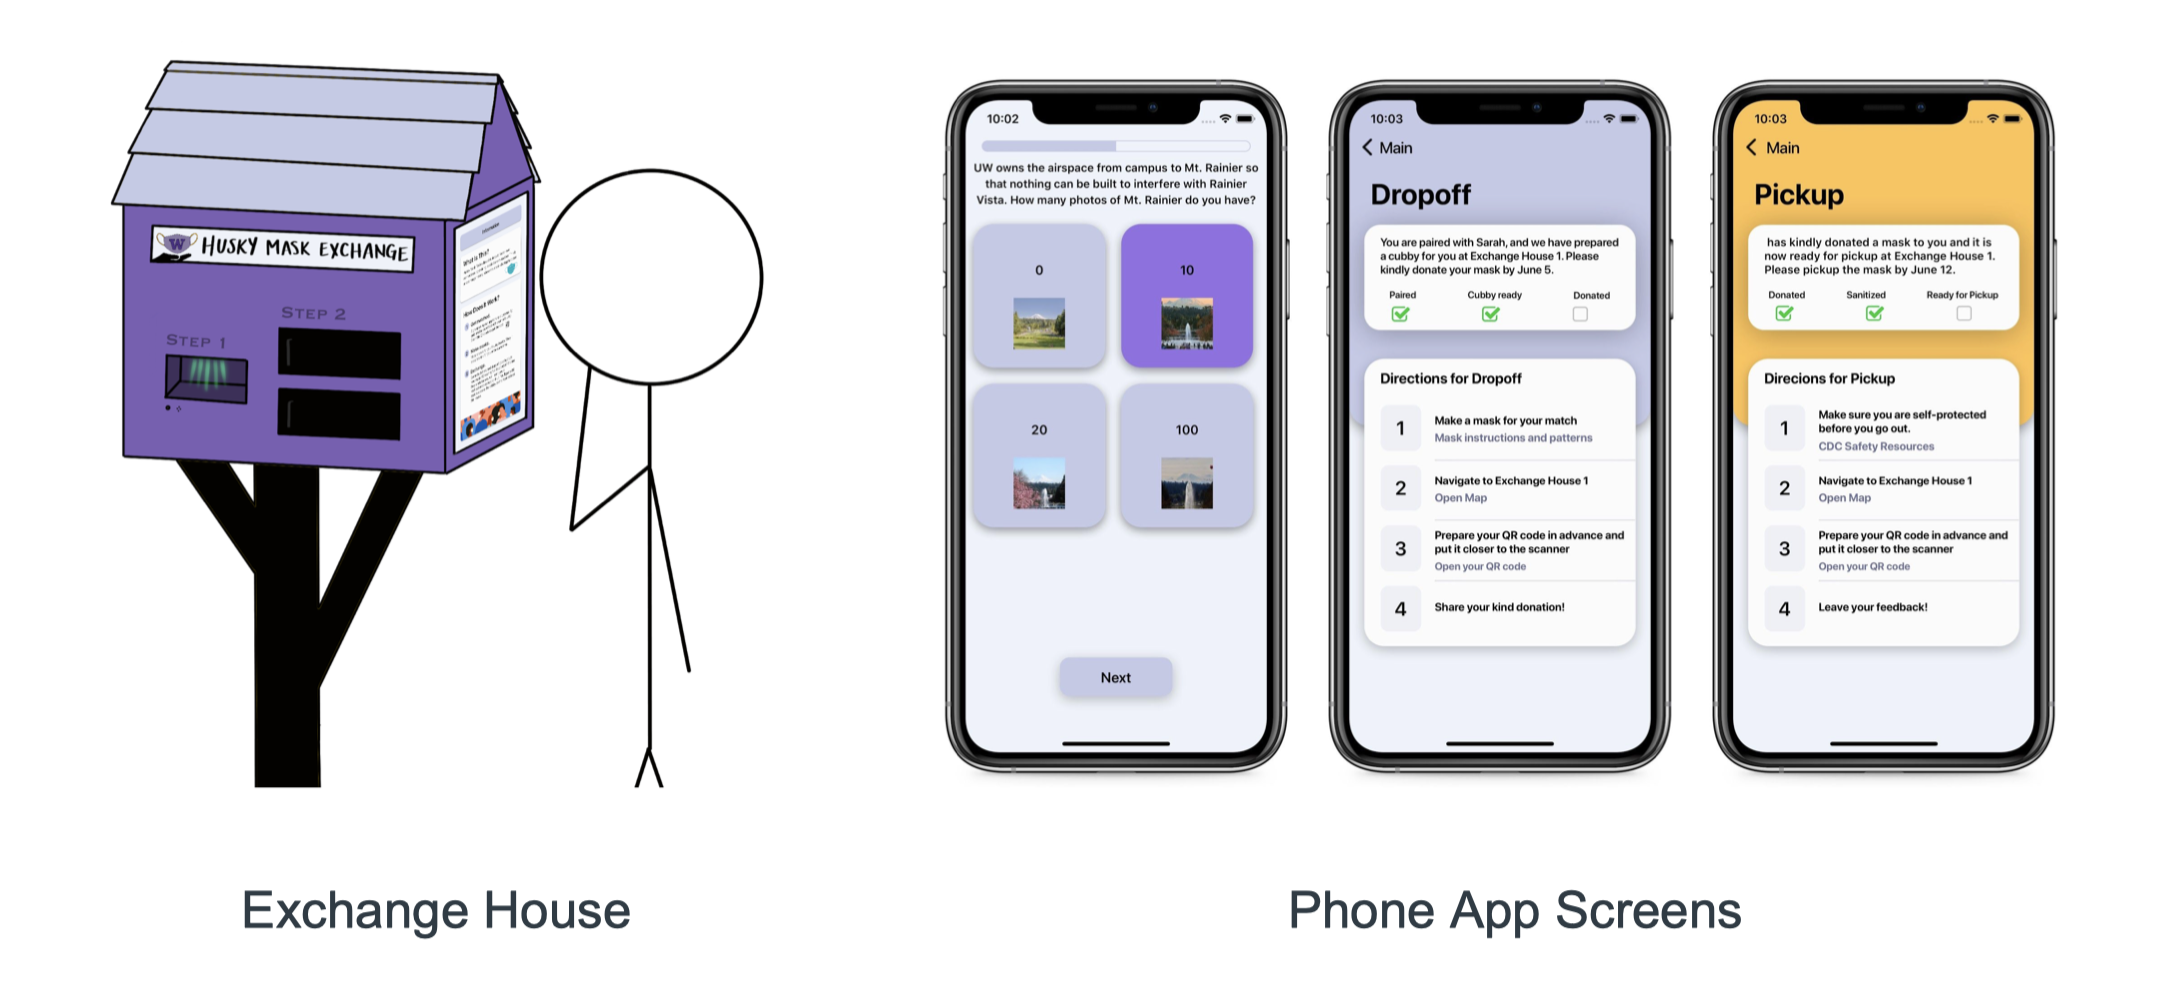 W HUSKY MASK EXCHANGE
STEP 1
STEP 2
What is This?
How Does it Work?
10:02
UW owns the airspace from campus to Mt. Rainier so
that nothing can be built to interfere with Rainier
Vista. How many photos of Mt. Rainier do you have?
0
10
20
100
Next
10:03
Main
Dropoff
You are paired with Sarah, and we have prepared
a cubby for you at Exchange House 1. Please
kindly donate your mask by June 5.
Paired
Cubby ready
Donated
Directions for Dropoff
1
Make a mask for your match
Mask instructions and patterns
2
Navigate to Exchange House 1
Open Map
3
Prepare your QR code in advance and
put it closer to the scanner
Open your QR code
4
Share your kind donation!
10:03
Main
Pickup
has kindly donated a mask to you and it is
now ready for pickup at Exchange House 1.
Please pickup the mask by June 12.
Donated
Sanitized
Ready for Pickup
Direcions for Pickup
1
Make sure you are self-protected
before you go out.
CDC Safety Resources
2
Navigate to Exchange House 1
Open Map
3
Prepare your QR code in advance and
put it closer to the scanner
Open your QR code
4
Leave your feedback!
Exchange House
Phone App Screens